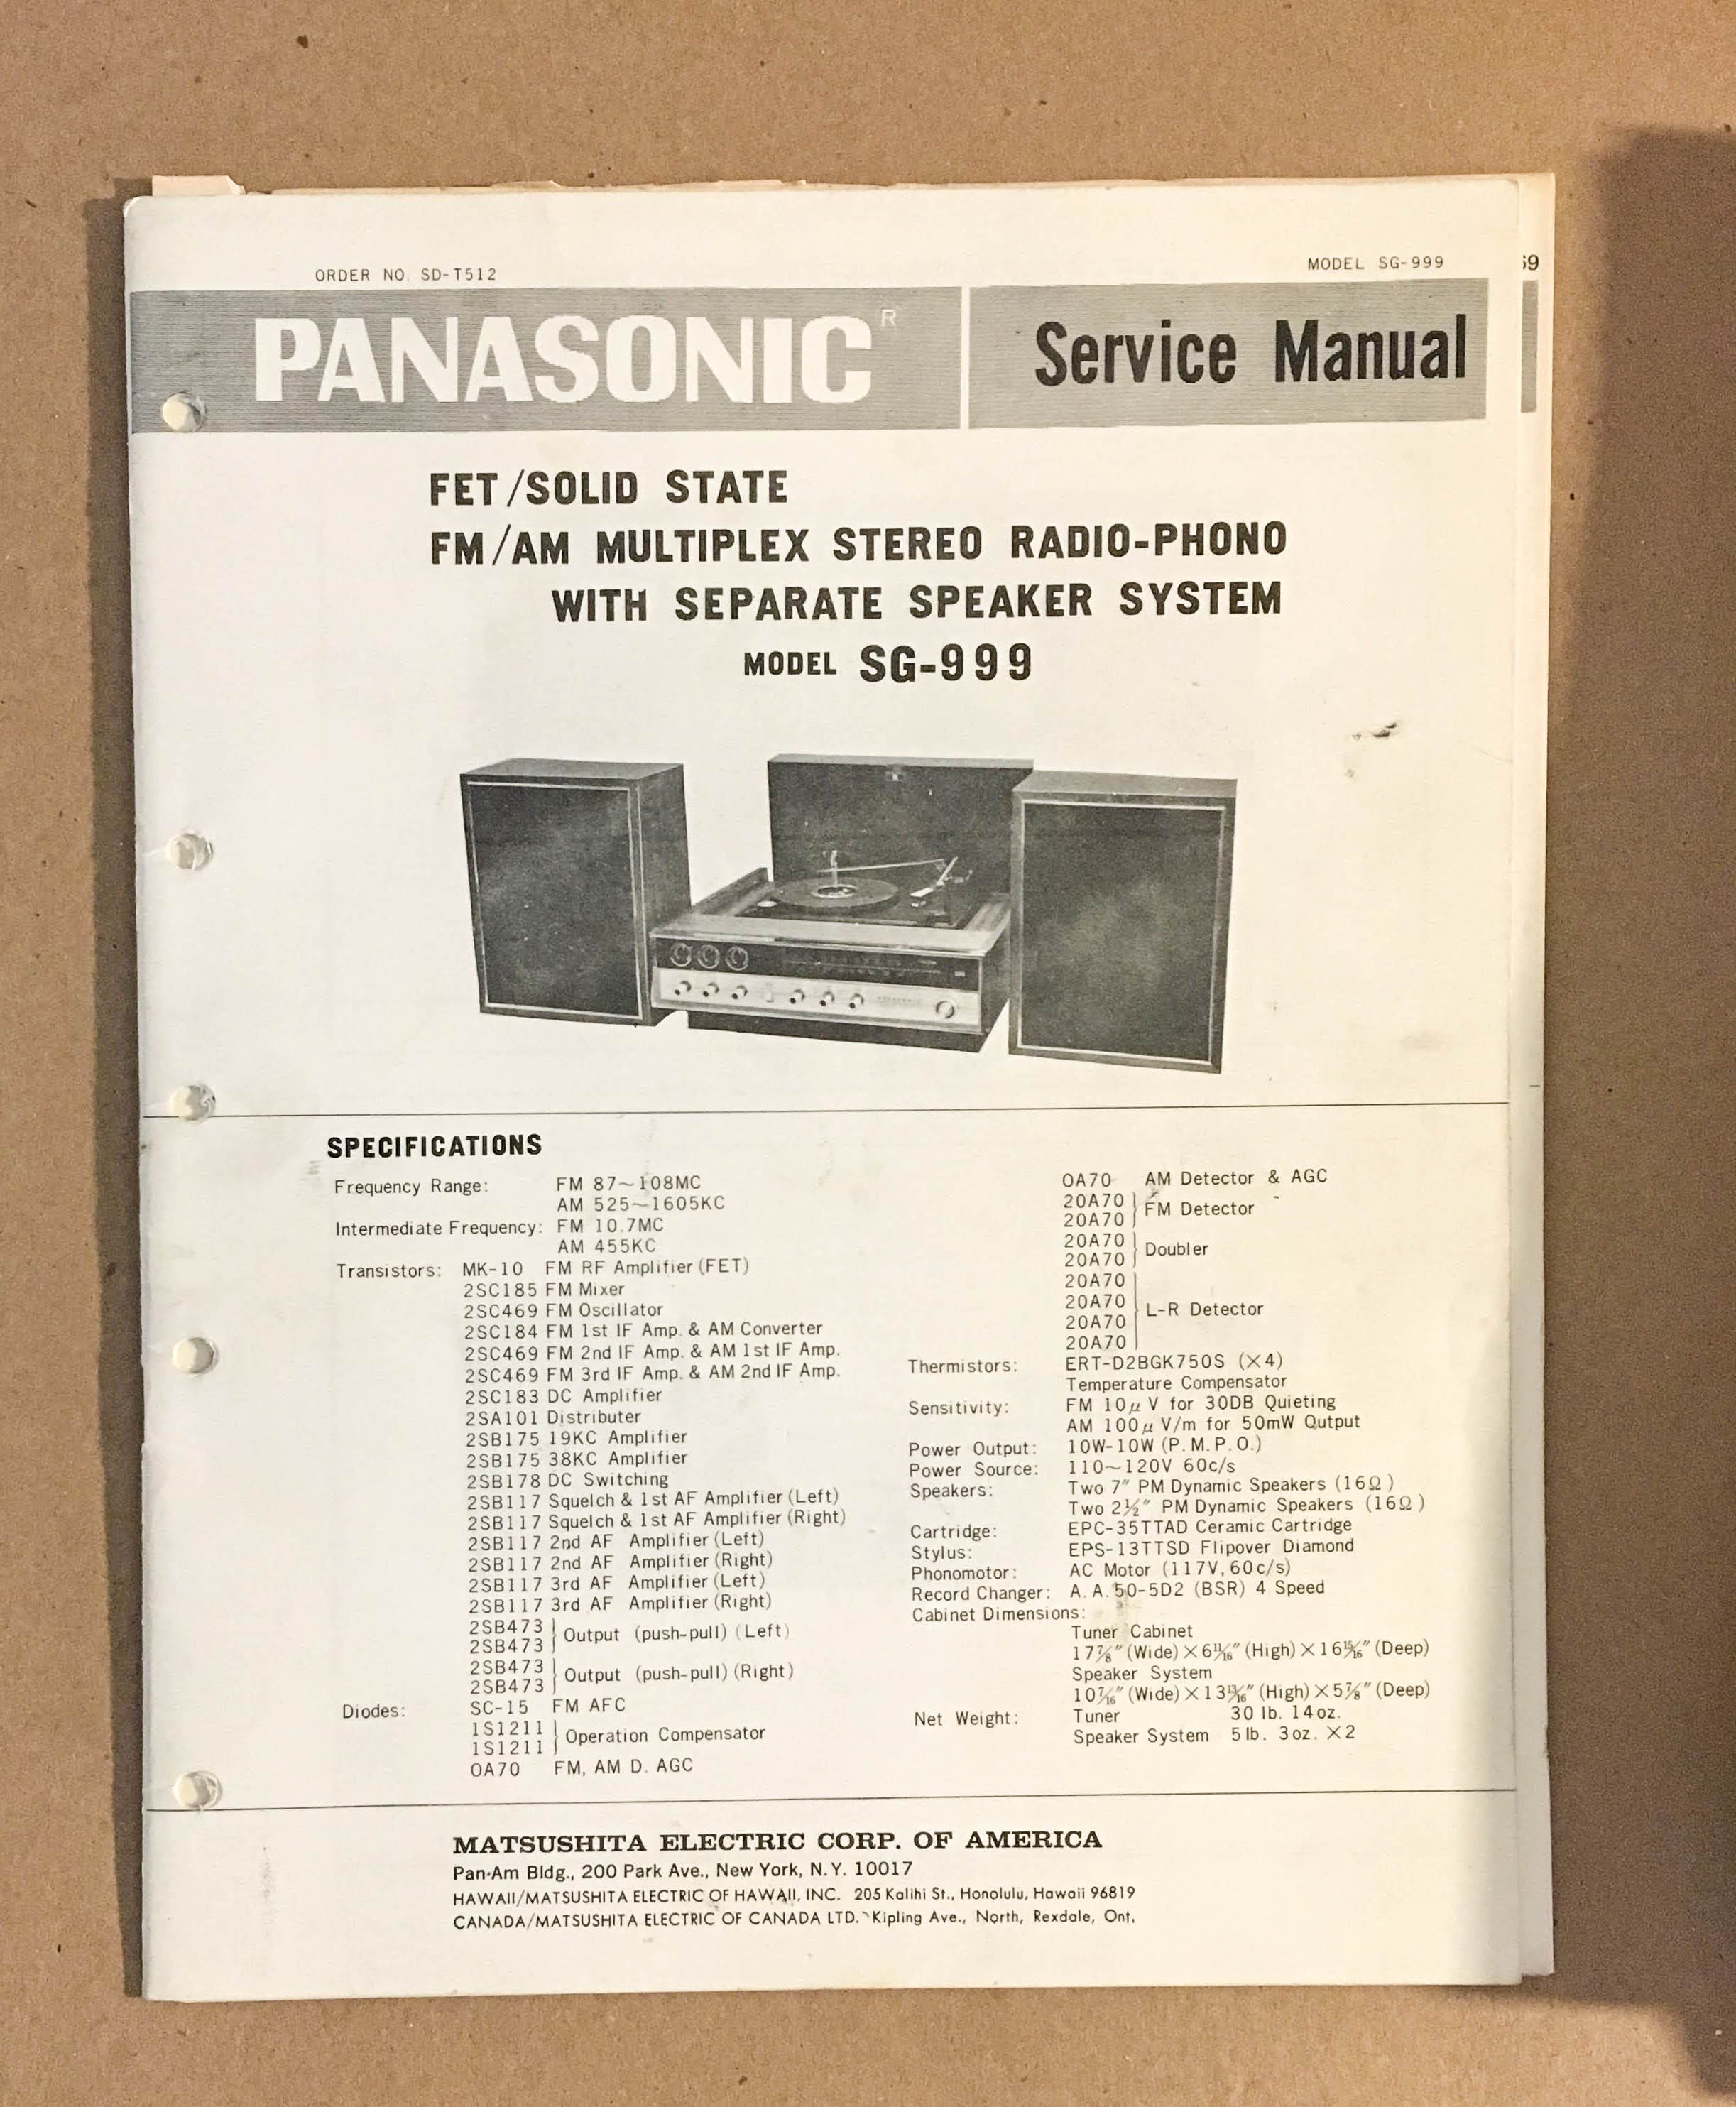 ORDER NO. SD-T512
MODEL SG-999
PANASONIC R
Service Manual
FET/SOLID STATE
FM/AM MULTIPLEX STEREO RADIO-PHONO
WITH SEPARATE SPEAKER SYSTEM
MODEL SG-999
SPECIFICATIONS
Frequency Range: FM 87~108MC
AM 525~1605KC
Intermediate Frequency: FM 10.7MC
AM 455KC
Transistors: MK-10 FM RF Amplifier (FET)
2SC185 FM Mixer
2SC469 FM Oscillator
2SC184 FM 1st IF Amp. & AM Converter
2SC469 FM 2nd IF Amp. & AM 1st IF Amp.
2SC469 FM 3rd IF Amp. & AM 2nd IF Amp.
2SC183 DC Amplifier
2SA101 Distributer
2SB175 19KC Amplifier
2SB175 38KC Amplifier
2SB178 DC Switching
2SB117 Squelch & 1st AF Amplifier (Left)
2SB117 Squelch & 1st AF Amplifier (Right)
2SB117 2nd AF Amplifier (Left)
2SB117 2nd AF Amplifier (Right)
2SB117 3rd AF Amplifier (Left)
2SB117 3rd AF Amplifier (Right)
2SB473
2SB473 Output (push-pull) (Left)
2SB473
2SB473 Output (push-pull) (Right)
Diodes: SC-15 FM AFC
1S1211
1S1211 Operation Compensator
OA70 FM, AM D. AGC
OA70 AM Detector & AGC
20A70
20A70 FM Detector
20A70
20A70 Doubler
20A70
20A70
20A70 L-R Detector
20A70
Thermistors: ERT-D2BGK750S (×4)
Temperature Compensator
Sensitivity: FM 10μV for 30DB Quieting
AM 100μV/m for 50mW Output
Power Output: 10W-10W (P.M.P.O.)
Power Source: 110~120V 60c/s
Speakers: Two 7″ PM Dynamic Speakers (16Ω)
Two 2½″ PM Dynamic Speakers (16Ω)
Cartridge: EPC-35TTAD Ceramic Cartridge
Stylus: EPS-13TTSD Flipover Diamond
Phonomotor: AC Motor (117V, 60c/s)
Record Changer: A.A.50-5D2 (BSR) 4 Speed
Cabinet Dimensions:
Tuner Cabinet
17⅞″ (Wide) × 6 11/16″ (High) × 16 15/16″ (Deep)
Speaker System
10 7/16″ (Wide) × 13 15/16″ (High) × 5⅞″ (Deep)
Net Weight: Tuner 30 lb. 14 oz.
Speaker System 5 lb. 3 oz. ×2
MATSUSHITA ELECTRIC CORP. OF AMERICA
Pan-Am Bldg., 200 Park Ave., New York, N.Y. 10017
HAWAII/MATSUSHITA ELECTRIC OF HAWAII, INC. 205 Kalihi St., Honolulu, Hawaii 96819
CANADA/MATSUSHITA ELECTRIC OF CANADA LTD. Kipling Ave., North, Rexdale, Ont.